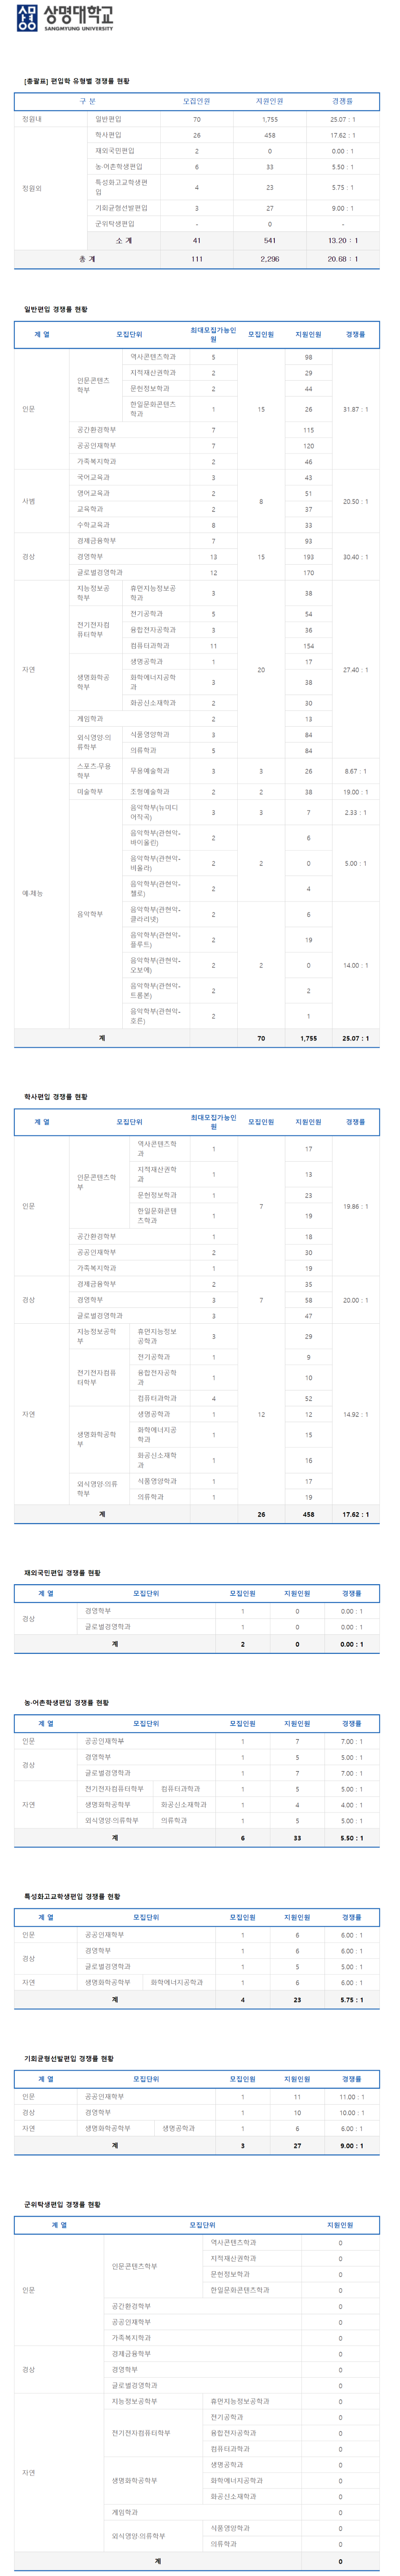 상명대학교
SANGMYUNG UNIVERSITY
[총괄표] 편입학 유형별 경쟁률 현황
구 분 모집인원 지원인원 경쟁률
정원내 일반편입 70 1,755 25.07 : 1
정원외 학사편입 26 458 17.62 : 1
재외국민편입 2 0 0.00 : 1
농·어촌학생편입 6 33 5.50 : 1
특성화고교학생편
입 4 23 5.75 : 1
기회균형선발편입 3 27 9.00 : 1
군위탁생편입 - 0 -
소 계 41 541 13.20 : 1
총 계 111 2,296 20.68 : 1
일반편입 경쟁률 현황
계 열 모집단위 최대모집가능인
원 모집인원 지원인원 경쟁률
인문 인문콘텐츠
학부 역사콘텐츠학과 5 15 98 31.87 : 1
지적재산권학과 2 29
문헌정보학과 2 44
한일문화콘텐츠
학과 1 26
공간환경학부 7 115
공공인재학부 7 120
가족복지학과 2 46
사범 국어교육과 3 8 43 20.50 : 1
영어교육과 2 51
교육학과 2 37
수학교육과 8 33
경상 경제금융학부 7 15 93 30.40 : 1
경영학부 13 193
글로벌경영학과 12 170
자연 지능정보공
학부 휴먼지능정보공
학과 3 20 38 27.40 : 1
전기전자컴
퓨터학부 전기공학과 5 54
융합전자공학과 3 36
컴퓨터과학과 11 154
생명화학공
학부 생명공학과 1 17
화학에너지공학
과 3 38
화공신소재학과 2 30
게임학과 2 13
외식영양·의
류학부 식품영양학과 3 84
의류학과 5 84
예·체능 스포츠·무용
학부 무용예술학과 3 3 26 8.67 : 1
미술학부 조형예술학과 2 2 38 19.00 : 1
음악학부 음악학부(뉴미디
어작곡) 3 3 7 2.33 : 1
음악학부(관현악-
바이올린) 2 2 6 5.00 : 1
음악학부(관현악-
비올라) 2 0
음악학부(관현악-
첼로) 2 4
음악학부(관현악-
클라리넷) 2 2 6 14.00 : 1
음악학부(관현악-
플루트) 2 19
음악학부(관현악-
오보에) 2 0
음악학부(관현악-
트롬본) 2 2
음악학부(관현악-
호른) 2 1
계 70 1,755 25.07 : 1
학사편입 경쟁률 현황
계 열 모집단위 최대모집가능인
원 모집인원 지원인원 경쟁률
인문 인문콘텐츠학
부 역사콘텐츠학
과 1 7 17 19.86 : 1
지적재산권학
과 1 13
문헌정보학과 1 23
한일문화콘텐
츠학과 1 19
공간환경학부 1 18
공공인재학부 2 30
가족복지학과 1 19
경상 경제금융학부 2 7 35 20.00 : 1
경영학부 3 58
글로벌경영학과 3 47
자연 지능정보공학
부 휴먼지능정보
공학과 3 12 29 14.92 : 1
전기전자컴퓨
터학부 전기공학과 1 9
융합전자공학
과 1 10
컴퓨터과학과 4 52
생명화학공학
부 생명공학과 1 12
화학에너지공
학과 1 15
화공신소재학
과 1 16
외식영양·의류
학부 식품영양학과 1 17
의류학과 1 19
계 26 458 17.62 : 1
재외국민편입 경쟁률 현황
계 열 모집단위 모집인원 지원인원 경쟁률
경상 경영학부 1 0 0.00 : 1
글로벌경영학과 1 0 0.00 : 1
계 2 0 0.00 : 1
농·어촌학생편입 경쟁률 현황
계 열 모집단위 모집인원 지원인원 경쟁률
인문 공공인재학부 1 7 7.00 : 1
경상 경영학부 1 5 5.00 : 1
글로벌경영학과 1 7 7.00 : 1
자연 전기전자컴퓨터학부 컴퓨터과학과 1 5 5.00 : 1
생명화학공학부 화공신소재학과 1 4 4.00 : 1
외식영양·의류학부 의류학과 1 5 5.00 : 1
계 6 33 5.50 : 1
특성화고교학생편입 경쟁률 현황
계 열 모집단위 모집인원 지원인원 경쟁률
인문 공공인재학부 1 6 6.00 : 1
경상 경영학부 1 6 6.00 : 1
글로벌경영학과 1 5 5.00 : 1
자연 생명화학공학부 화학에너지공학과 1 6 6.00 : 1
계 4 23 5.75 : 1
기회균형선발편입 경쟁률 현황
계 열 모집단위 모집인원 지원인원 경쟁률
인문 공공인재학부 1 11 11.00 : 1
경상 경영학부 1 10 10.00 : 1
자연 생명화학공학부 생명공학과 1 6 6.00 : 1
계 3 27 9.00 : 1
군위탁생편입 경쟁률 현황
계 열 모집단위 지원인원
인문 인문콘텐츠학부 역사콘텐츠학과 0
지적재산권학과 0
문헌정보학과 0
한일문화콘텐츠학과 0
공간환경학부 0
공공인재학부 0
가족복지학과 0
경상 경제금융학부 0
경영학부 0
글로벌경영학과 0
자연 지능정보공학부 휴먼지능정보공학과 0
전기전자컴퓨터학부 전기공학과 0
융합전자공학과 0
컴퓨터과학과 0
생명화학공학부 생명공학과 0
화학에너지공학과 0
화공신소재학과 0
게임학과 0
외식영양·의류학부 식품영양학과 0
의류학과 0
계 0